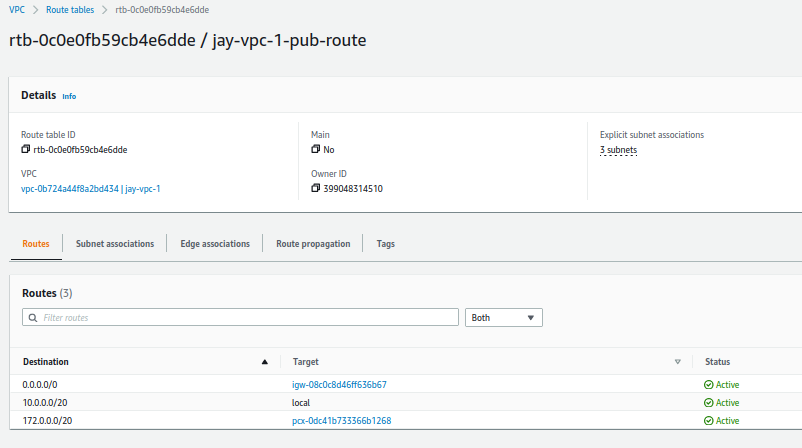 VPC > Route tables > rtb-0c0e0fb59cb4e6dde
rtb-0c0e0fb59cb4e6dde / jay-vpc-1-pub-route
Details Info
Route table ID Main Explicit subnet associations
rtb-0c0e0fb59cb4e6dde No 3 subnets
VPC Owner ID
vpc-0b724a44f8a2bd434 | jay-vpc-1 399048314510
Routes Subnet associations Edge associations Route propagation Tags
Routes (3)
Filter routes Both
Destination Target Status
0.0.0.0/0 igw-08c0c8d46ff636b67 Active
10.0.0.0/20 local Active
172.0.0.0/20 pcx-0dc41b733366b1268 Active